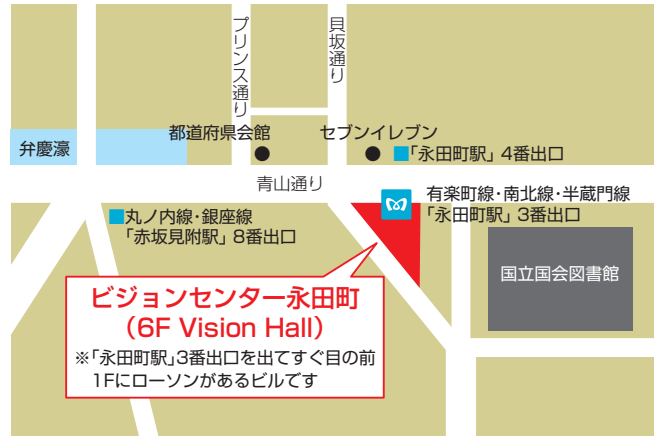 プリンス通り
貝坂通り
都道府県会館
セブンイレブン
弁慶濠
「永田町駅」4番出口
青山通り
有楽町線・南北線・半蔵門線
「永田町駅」3番出口
丸ノ内線・銀座線
「赤坂見附駅」8番出口
国立国会図書館
ビジョンセンター永田町
(6F Vision Hall)
※「永田町駅」3番出口を出てすぐ目の前
1Fにローソンがあるビルです